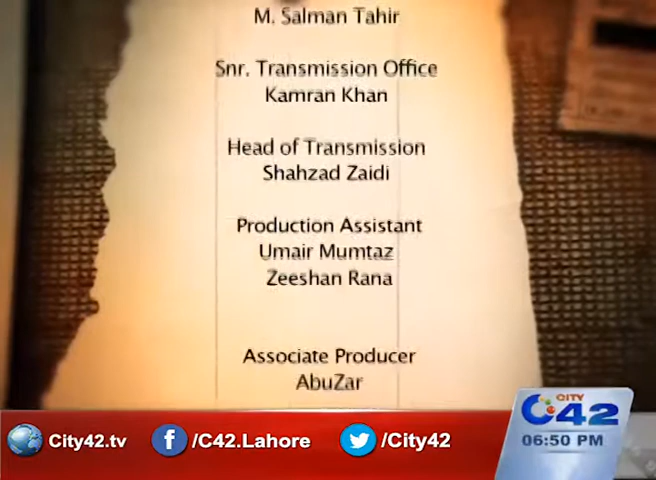 M. Salman Tahir
Snr. Transmission Office
Kamran Khan
Head of Transmission
Shahzad Zaidi
Production Assistant
Umair Mumtaz
Zeeshan Rana
Associate Producer
AbuZar
City42.tv
f /C42.Lahore
/City42
CITY
C42
06:50 PM